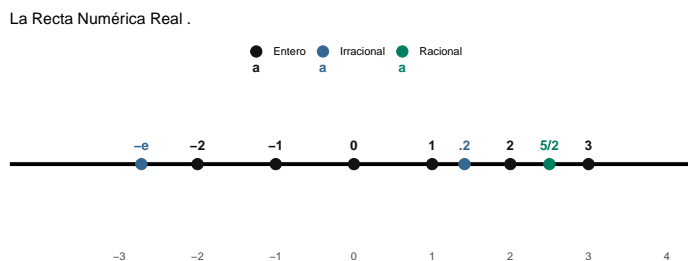 La Recta Numérica Real .
Entero Irracional Racional
a a a
–e –2 –1 0 1 .2 2 5/2 3
–3 –2 –1 0 1 2 3 4